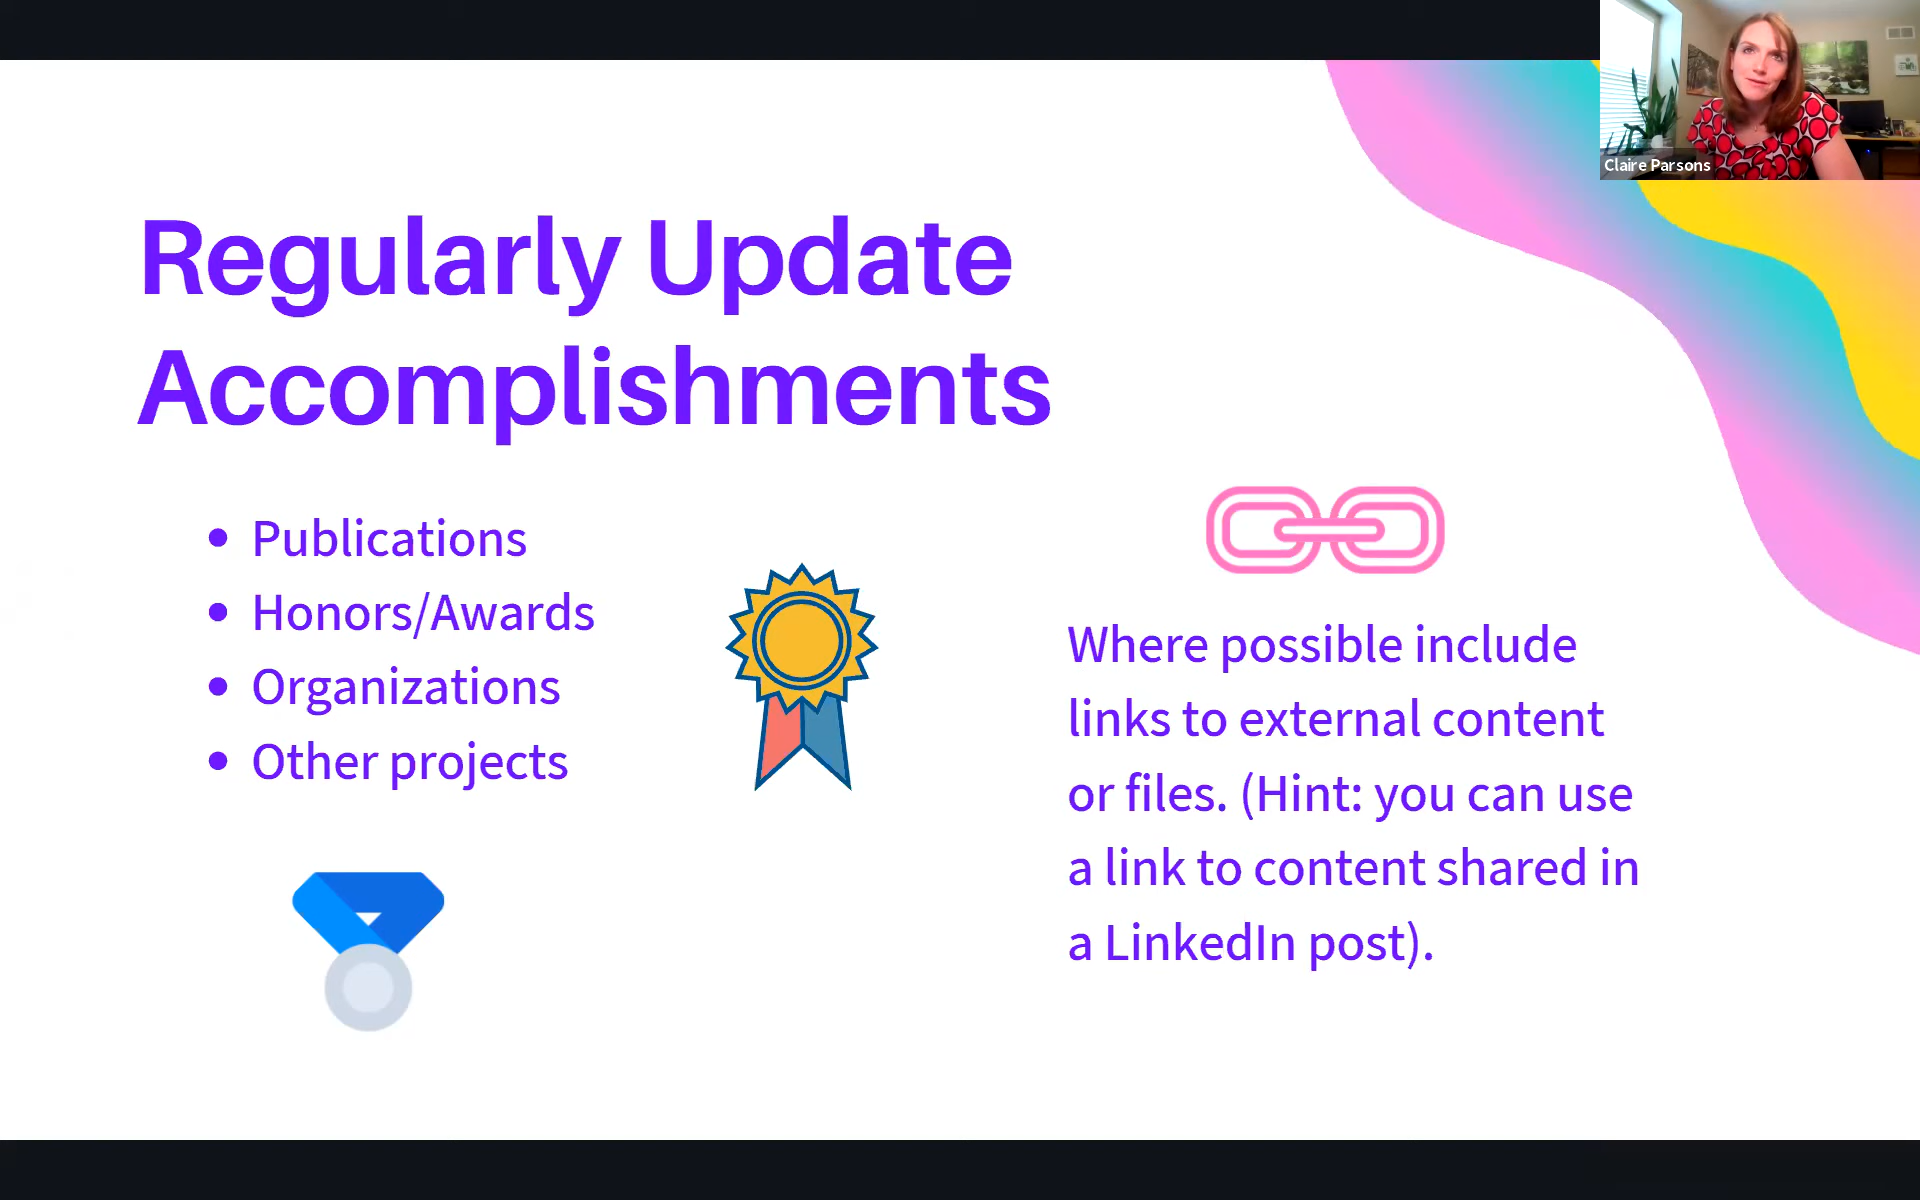 Claire Parsons
Regularly Update
Accomplishments
• Publications
• Honors/Awards
• Organizations
• Other projects
Where possible include
links to external content
or files. (Hint: you can use
a link to content shared in
a LinkedIn post).